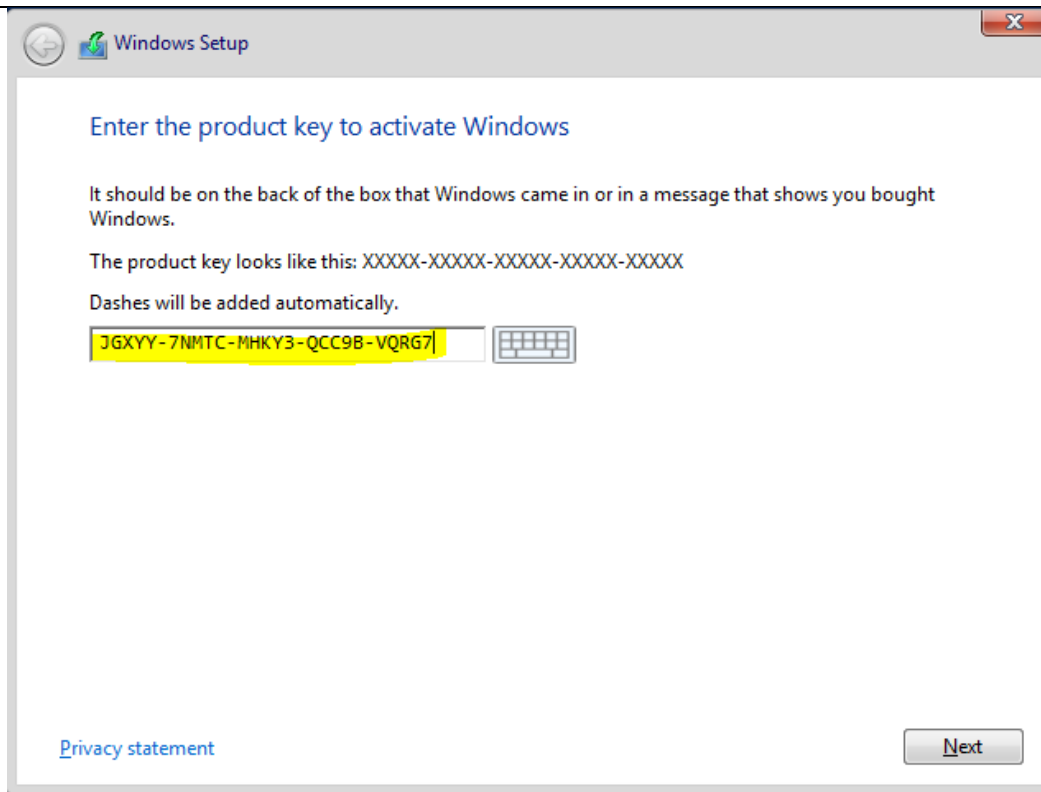 Windows Setup
Enter the product key to activate Windows
It should be on the back of the box that Windows came in or in a message that shows you bought
Windows.
The product key looks like this: XXXXX-XXXXX-XXXXX-XXXXX-XXXXX
Dashes will be added automatically.
JGXYY-7NMTC-MHKY3-QCC9B-VQRG7
Privacy statement
Next